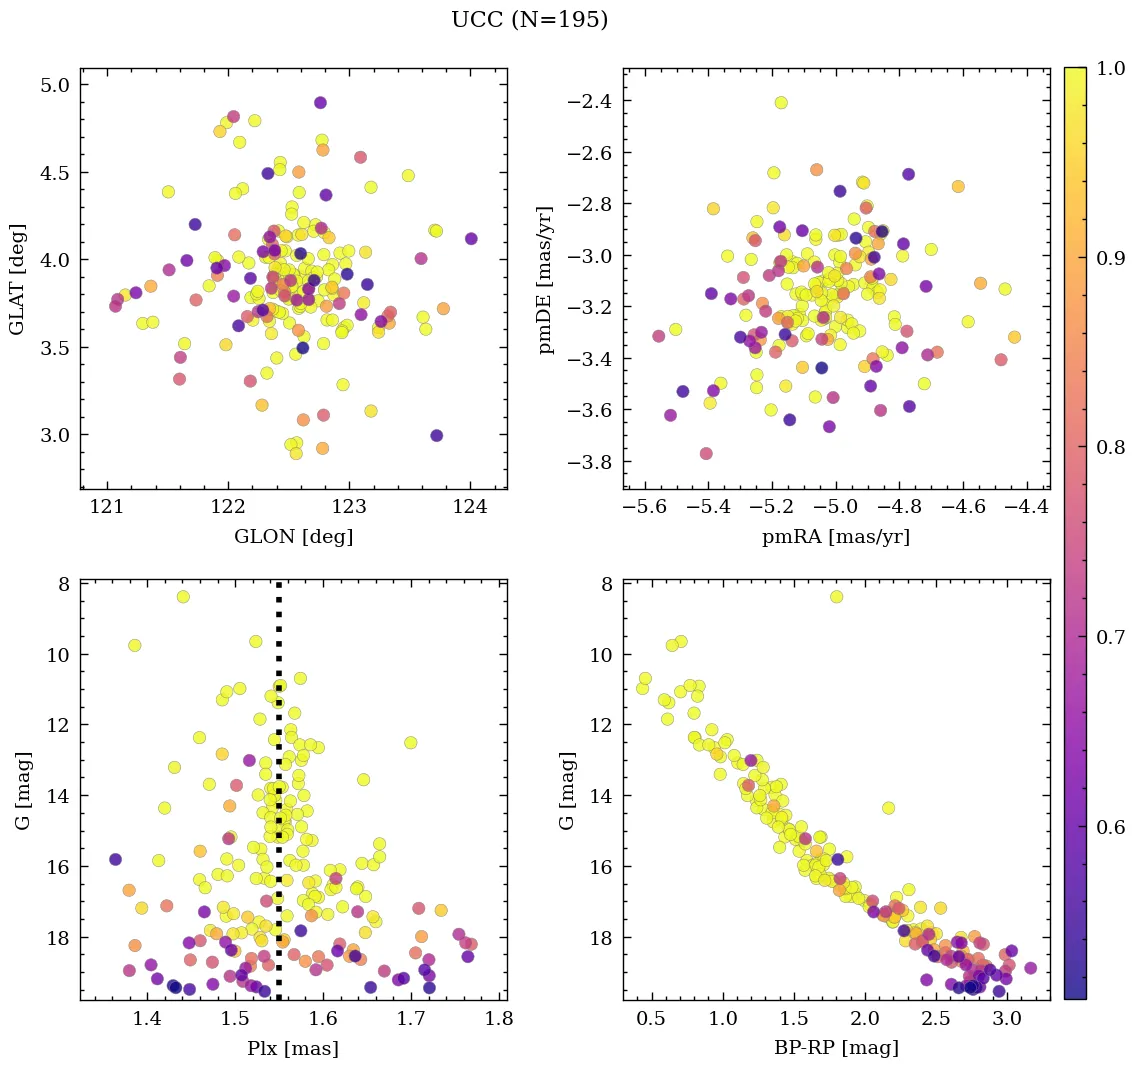 UCC (N=195)
5.0
4.5
4.0
3.5
3.0
GLAT [deg]
121 122 123 124
GLON [deg]
−2.4
−2.6
−2.8
−3.0
−3.2
−3.4
−3.6
−3.8
pmDE [mas/yr]
−5.6 −5.4 −5.2 −5.0 −4.8 −4.6 −4.4
pmRA [mas/yr]
8
10
12
14
16
18
G [mag]
1.4 1.5 1.6 1.7 1.8
Plx [mas]
8
10
12
14
16
18
G [mag]
0.5 1.0 1.5 2.0 2.5 3.0
BP-RP [mag]
1.0
0.9
0.8
0.7
0.6